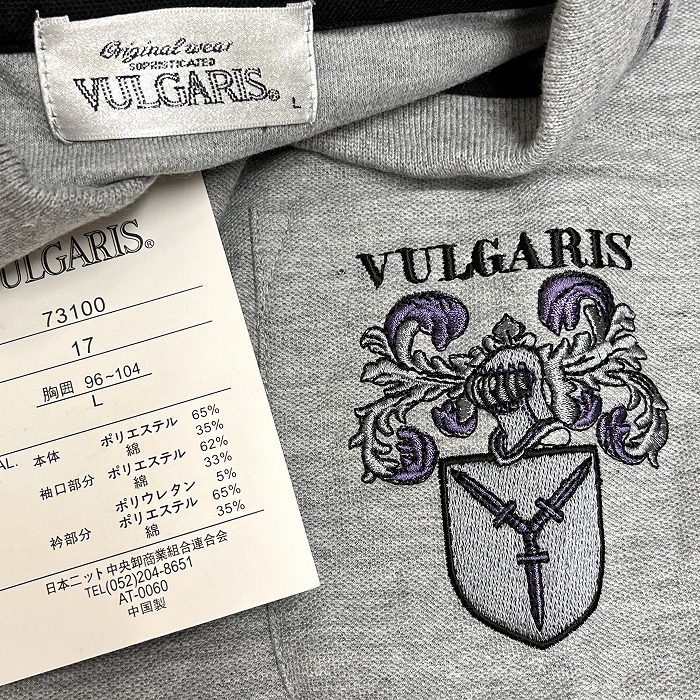 Original wear
SOPHISTICATED
VULGARIS®
L
VULGARIS
ULGARIS®
73100
17
胸囲 96~104
L
AL. 本体 ポリエステル 65%
綿 35%
袖口部分 ポリエステル 62%
綿 33%
ポリウレタン 5%
衿部分 ポリエステル 65%
綿 35%
日本ニット中央卸商業組合連合会
TEL(052)204-8651
AT-0060
中国製